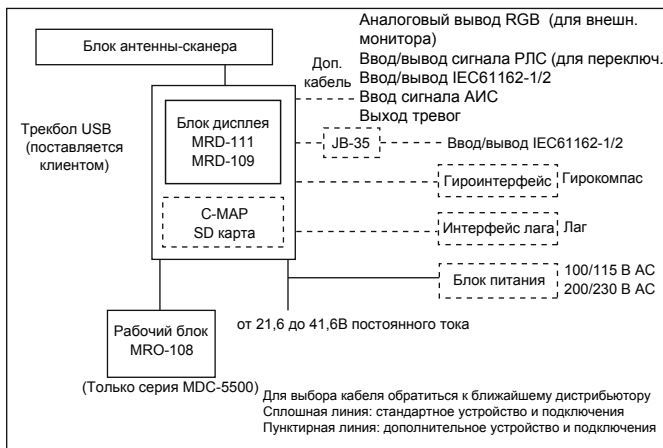 Аналоговый вывод RGB (для внешн.
монитора)
Ввод/вывод сигнала РЛС (для переключ.
Ввод/вывод IEC61162-1/2
Ввод сигнала АИС
Выход тревог
Блок антенны-сканера
Доп.
кабель
Трекбол USB
(поставляется
клиентом)
Блок дисплея
MRD-111
MRD-109
JB-35
Ввод/вывод IEC61162-1/2
Гироинтерфейс
Гирокомпас
C-MAP
SD карта
Интерфейс лага
Лаг
Блок питания
100/115 В AC
200/230 В AC
Рабочий блок
MRO-108
от 21,6 до 41,6В постоянного тока
(Только серия MDC-5500)
Для выбора кабеля обратиться к ближайшему дистрибьютору
Сплошная линия: стандартное устройство и подключения
Пунктирная линия: дополнительное устройство и подключения